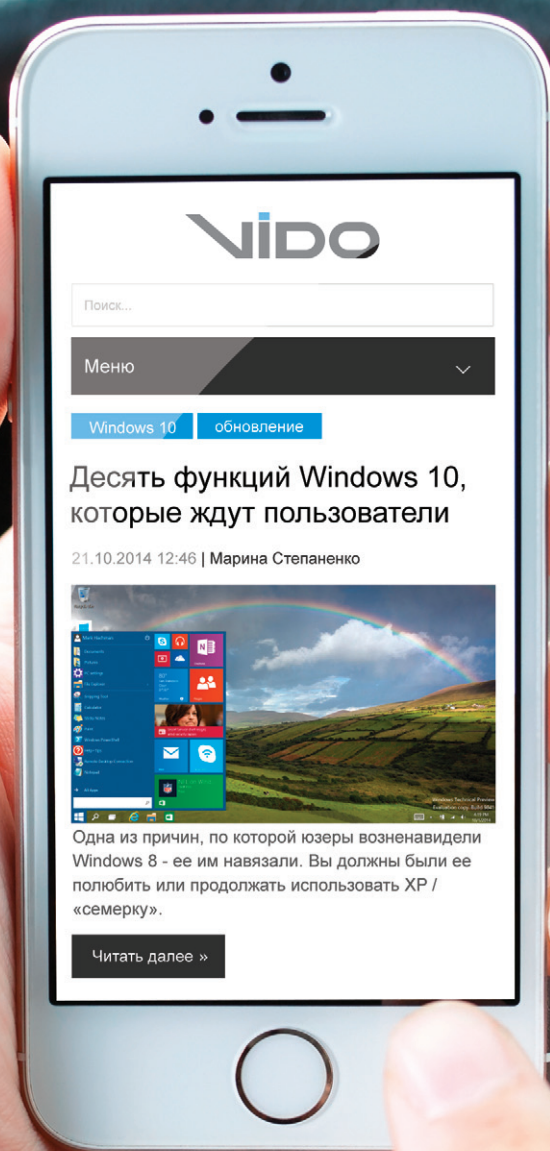 VIDO
Поиск...
Меню
Windows 10
обновление
Десять функций Windows 10,
которые ждут пользователи
21.10.2014 12:46 | Марина Степаненко
Одна из причин, по которой юзеры возненавидели
Windows 8 - ее им навязали. Вы должны были ее
полюбить или продолжать использовать XP /
«семерку».
Читать далее »